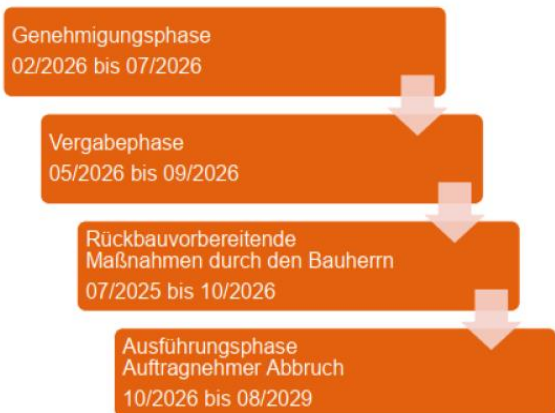 Genehmigungsphase
02/2026 bis 07/2026
Vergabephase
05/2026 bis 09/2026
Rückbauvorbereitende
Maßnahmen durch den Bauherrn
07/2025 bis 10/2026
Ausführungsphase
Auftragnehmer Abbruch
10/2026 bis 08/2029